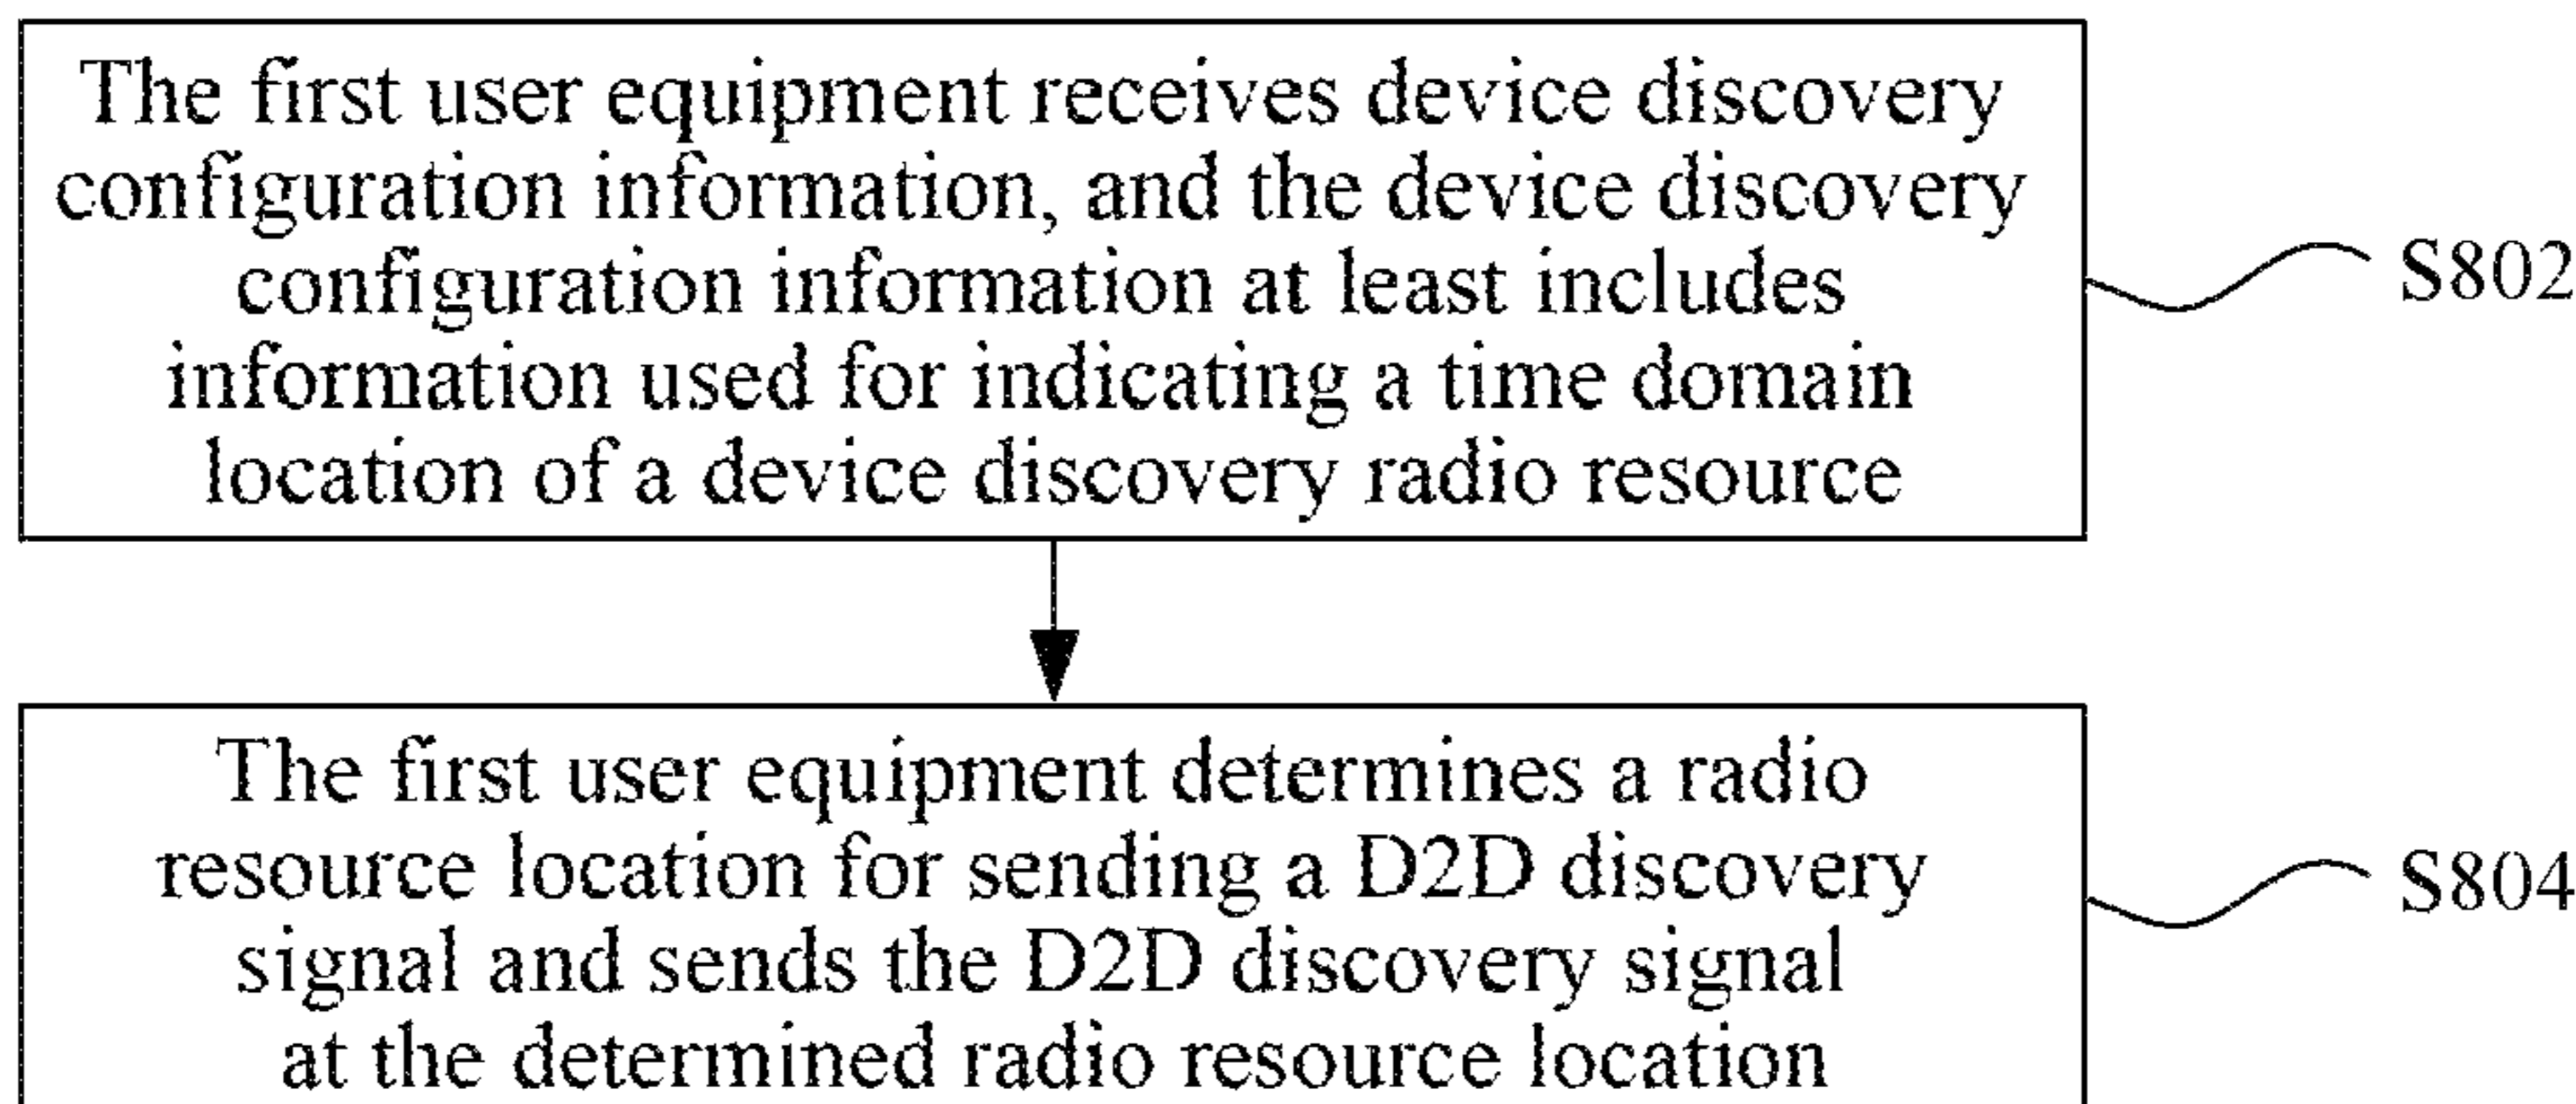 The first user equipment receives device discovery
configuration information, and the device discovery
configuration information at least includes
information used for indicating a time domain
location of a device discovery radio resource
S802
The first user equipment determines a radio
resource location for sending a D2D discovery
signal and sends the D2D discovery signal
at the determined radio resource location
S804